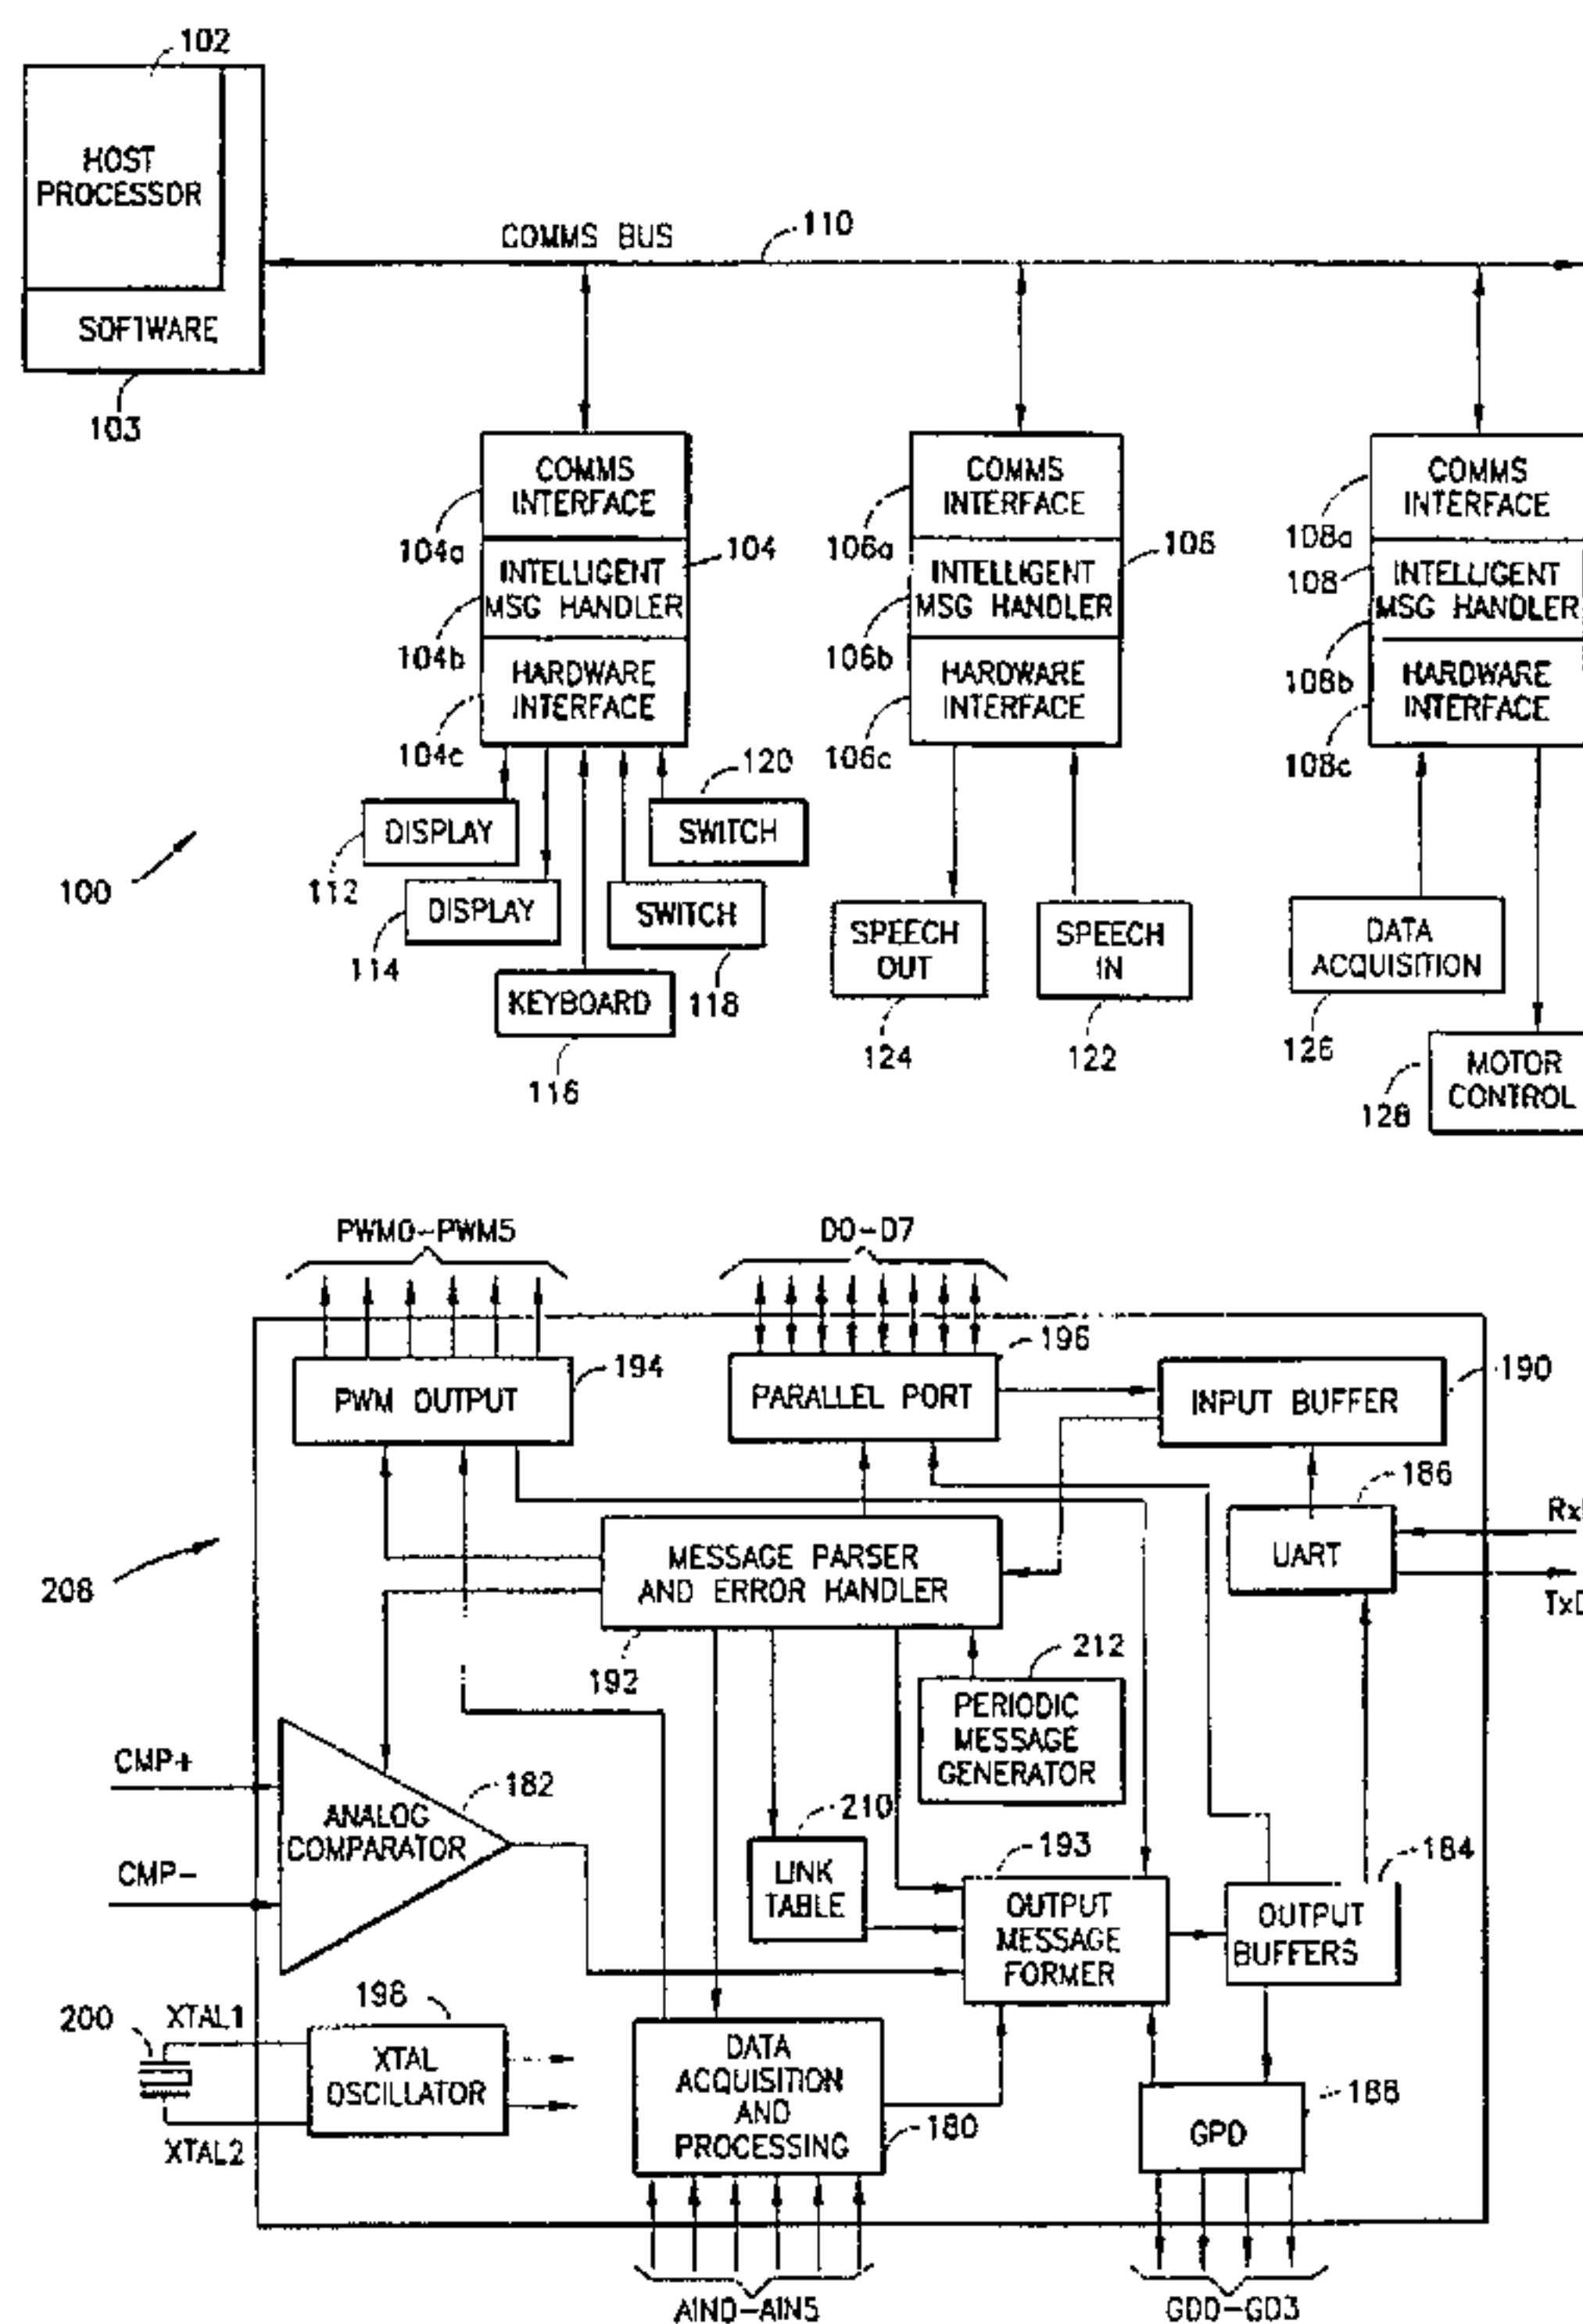 102
HOST
PROCESSOR
SOFTWARE
103
COMMS BUS
110
COMMS
INTERFACE
104a
INTELLIGENT
MSG HANDLER
104
104b
HARDWARE
INTERFACE
104c
COMMS
INTERFACE
106a
INTELLIGENT
MSG HANDLER
106
106b
HARDWARE
INTERFACE
106c
COMMS
INTERFACE
108a
108
INTELLIGENT
MSG HANDLER
108b
HARDWARE
INTERFACE
108c
100
DISPLAY
112
DISPLAY
114
KEYBOARD
116
SWITCH
118
SWITCH
120
SPEECH
OUT
124
SPEECH
IN
122
DATA
ACQUISITION
126
MOTOR
CONTROL
128
PWM0-PWM5
D0-D7
PWM OUTPUT
194
PARALLEL PORT
196
INPUT BUFFER
190
186
UART
TxD
208
MESSAGE PARSER
AND ERROR HANDLER
192
212
PERIODIC
MESSAGE
GENERATOR
CMP+
CMP-
182
ANALOG
COMPARATOR
210
LINK
TABLE
193
OUTPUT
MESSAGE
FORMER
184
OUTPUT
BUFFERS
200
XTAL1
XTAL2
198
XTAL
OSCILLATOR
DATA
ACQUISITION
AND
PROCESSING
180
188
GPD
AIN0-AIN5
GD0-GD3